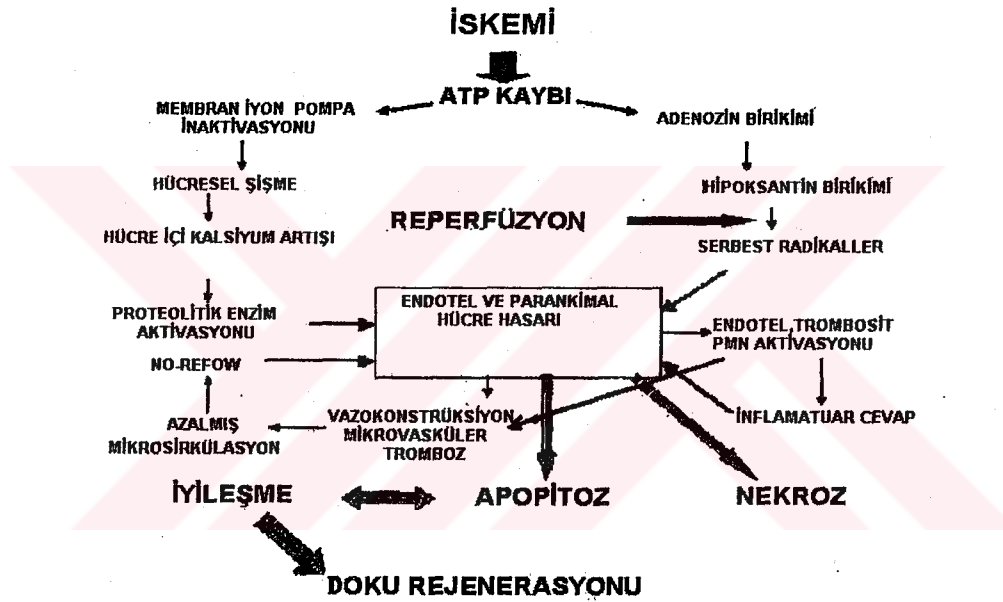 İSKEMİ
ATP KAYBI
MEMBRAN İYON POMPA
İNAKTİVASYONU
ADENOZİN BİRİKİMİ
HÜCRESEL ŞİŞME
HİPOKSANTİN BİRİKİMİ
REPERFÜZYON
HÜCRE İÇİ KALSİYUM ARTIŞI
SERBEST RADİKALLER
ENDOTEL VE PARANKİMAL
HÜCRE HASARI
PROTEOLİTİK ENZİM
AKTİVASYONU
ENDOTEL,TROMBOSİT
PMN AKTİVASYONU
NO-REFOW
AZALMIŞ
MİKROSİRKÜLASYON
VAZOKONSTRÜKSİYON
MİKROVASKÜLER
TROMBOZ
İNFLAMATUAR CEVAP
İYİLEŞME
APOPİTOZ
NEKROZ
DOKU REJENERASYONU